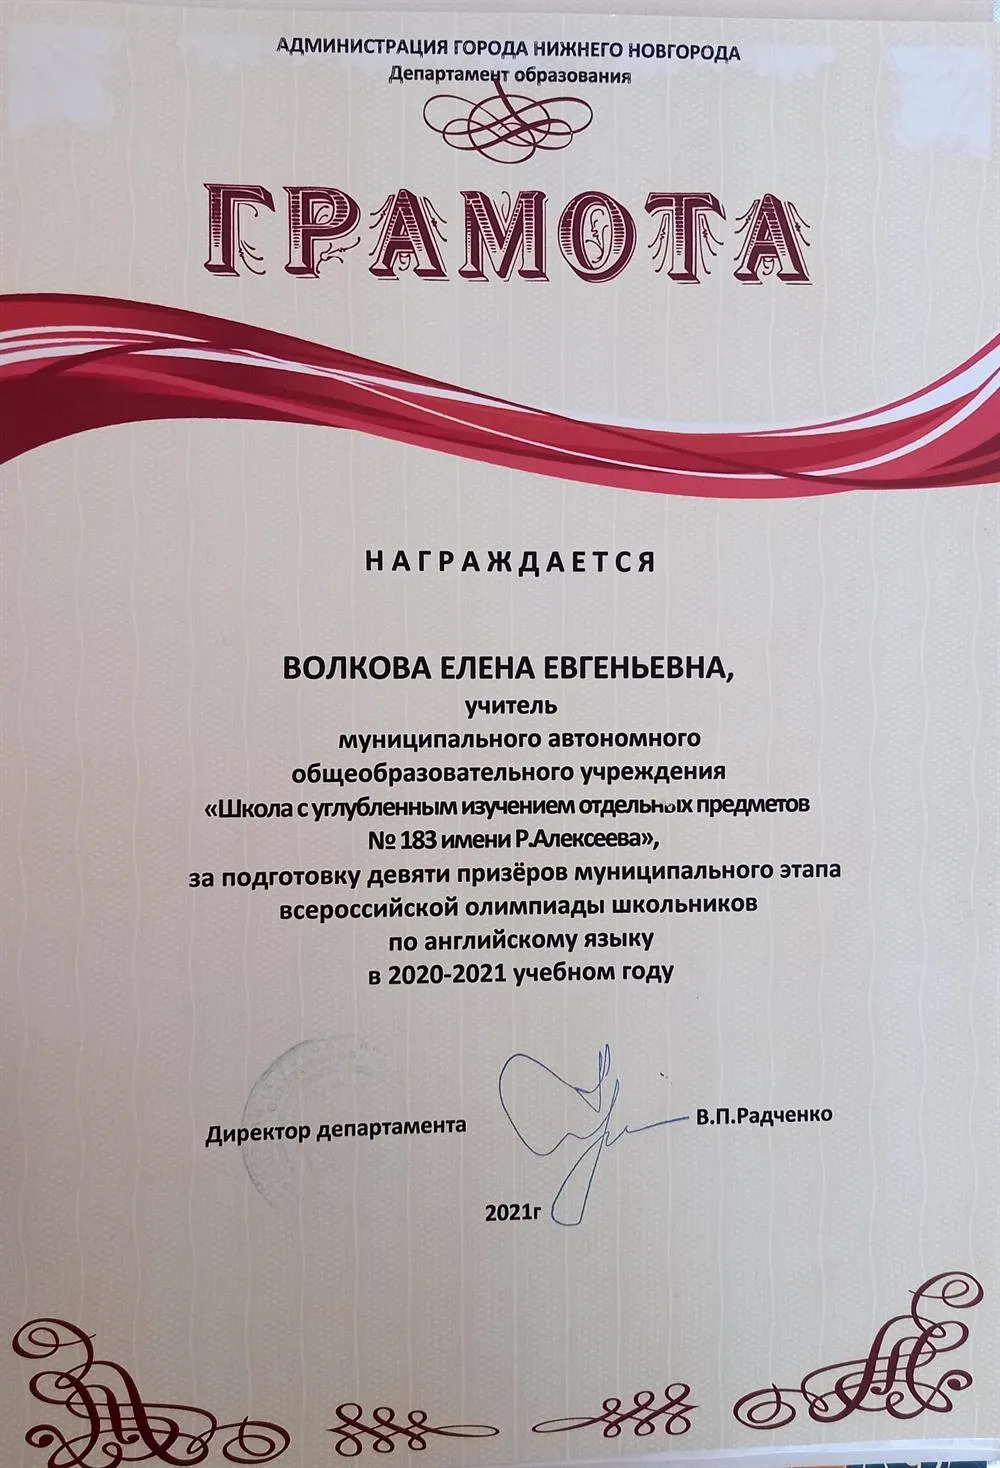 АДМИНИСТРАЦИЯ ГОРОДА НИЖНЕГО НОВГОРОДА
Департамент образования
ГРАМОТА
НАГРАЖДАЕТСЯ
ВОЛКОВА ЕЛЕНА ЕВГЕНЬЕВНА,
учитель
муниципального автономного
общеобразовательного учреждения
«Школа с углубленным изучением отдельных предметов
№ 183 имени Р.Алексеева»,
за подготовку девяти призёров муниципального этапа
всероссийской олимпиады школьников
по английскому языку
в 2020-2021 учебном году
Директор департамента
В.П.Радченко
2021г